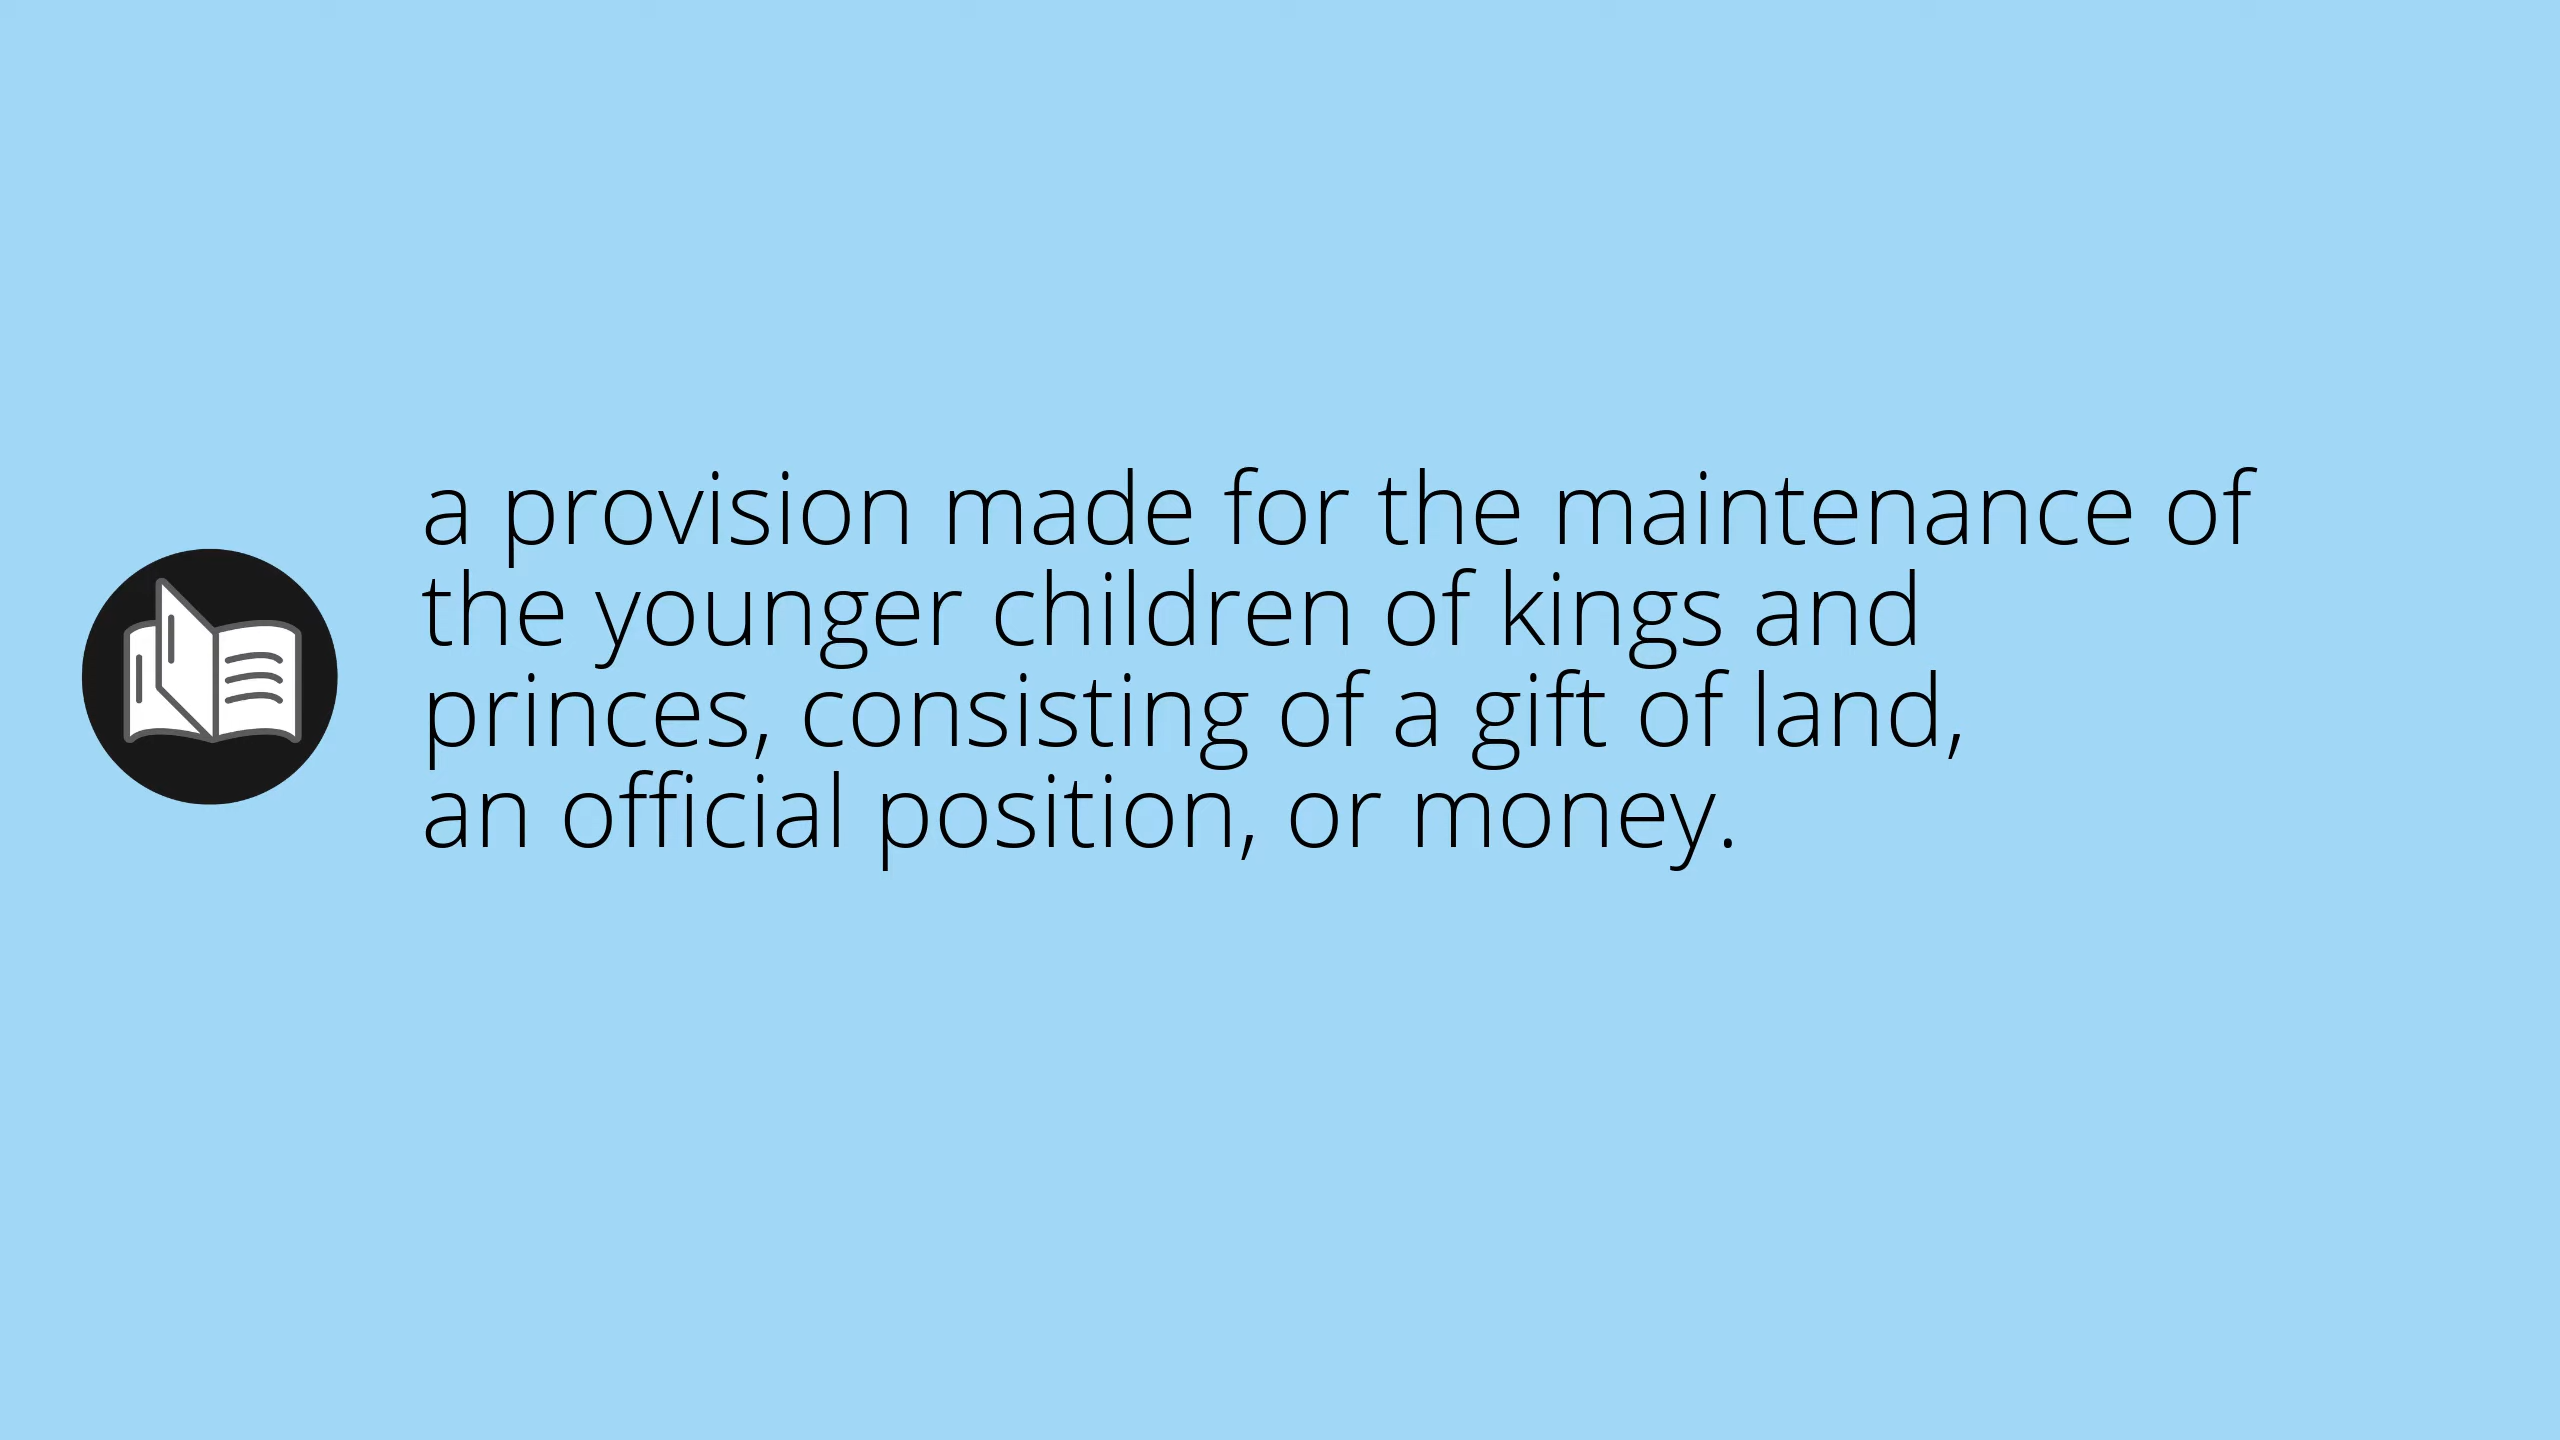 a provision made for the maintenance of
the younger children of kings and
princes, consisting of a gift of land,
an official position, or money.